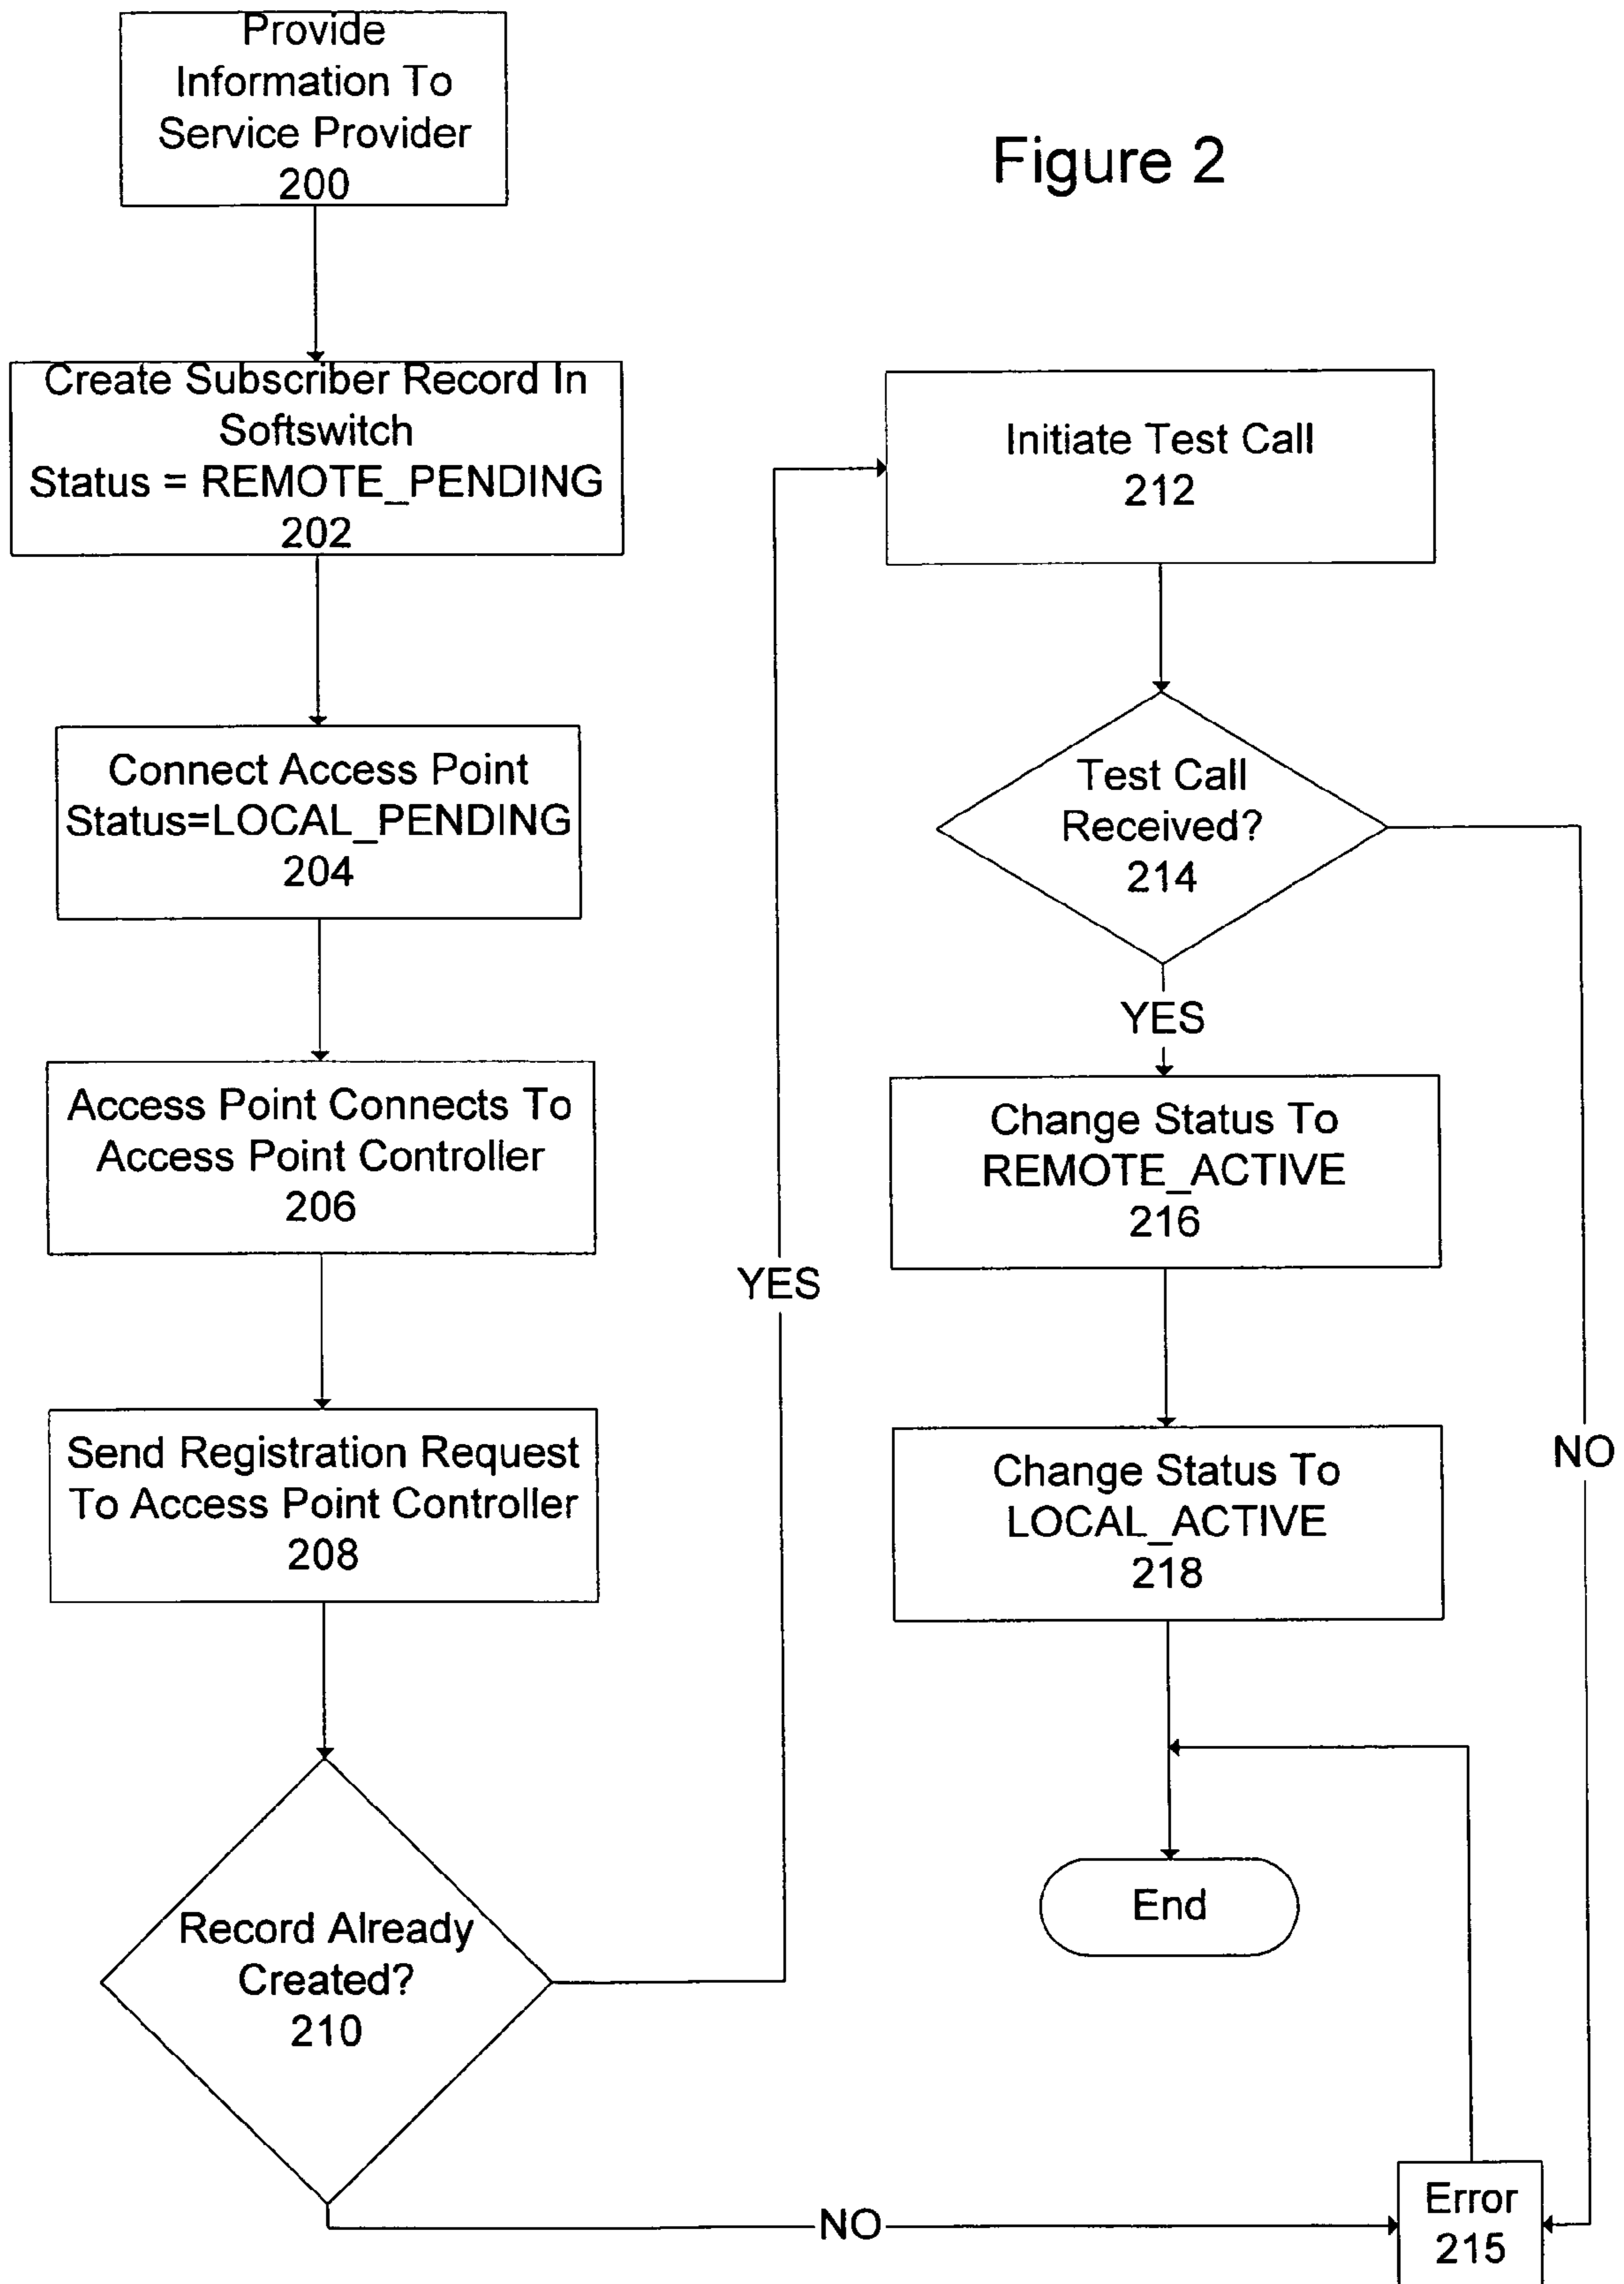 Provide
Information To
Service Provider
200
Figure 2
Create Subscriber Record In
Softswitch
Status = REMOTE_PENDING
202
Connect Access Point
Status=LOCAL_PENDING
204
Access Point Connects To
Access Point Controller
206
Send Registration Request
To Access Point Controller
208
Record Already
Created?
210
YES
NO
Initiate Test Call
212
Test Call
Received?
214
YES
NO
Change Status To
REMOTE_ACTIVE
216
Change Status To
LOCAL_ACTIVE
218
End
Error
215